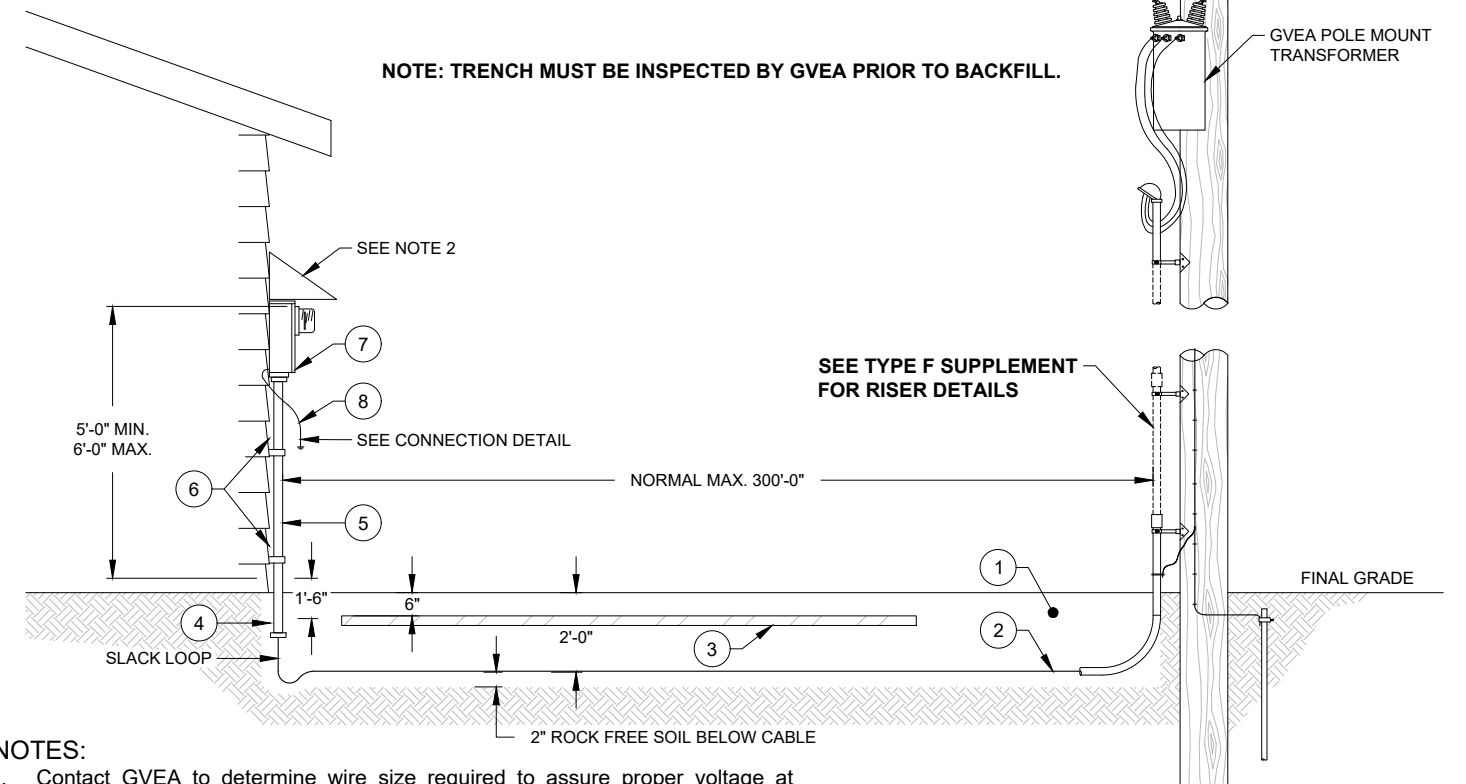 GVEA POLE MOUNT
TRANSFORMER
NOTE: TRENCH MUST BE INSPECTED BY GVEA PRIOR TO BACKFILL.
SEE NOTE 2
7
SEE TYPE F SUPPLEMENT
FOR RISER DETAILS
8
5'-0" MIN.
6'-0" MAX.
SEE CONNECTION DETAIL
6
NORMAL MAX. 300'-0"
5
1
FINAL GRADE
1'-6"
6"
4
2'-0"
3
2
SLACK LOOP
2" ROCK FREE SOIL BELOW CABLE
NOTES:
Contact GVEA to determine wire size required to assure proper voltage at